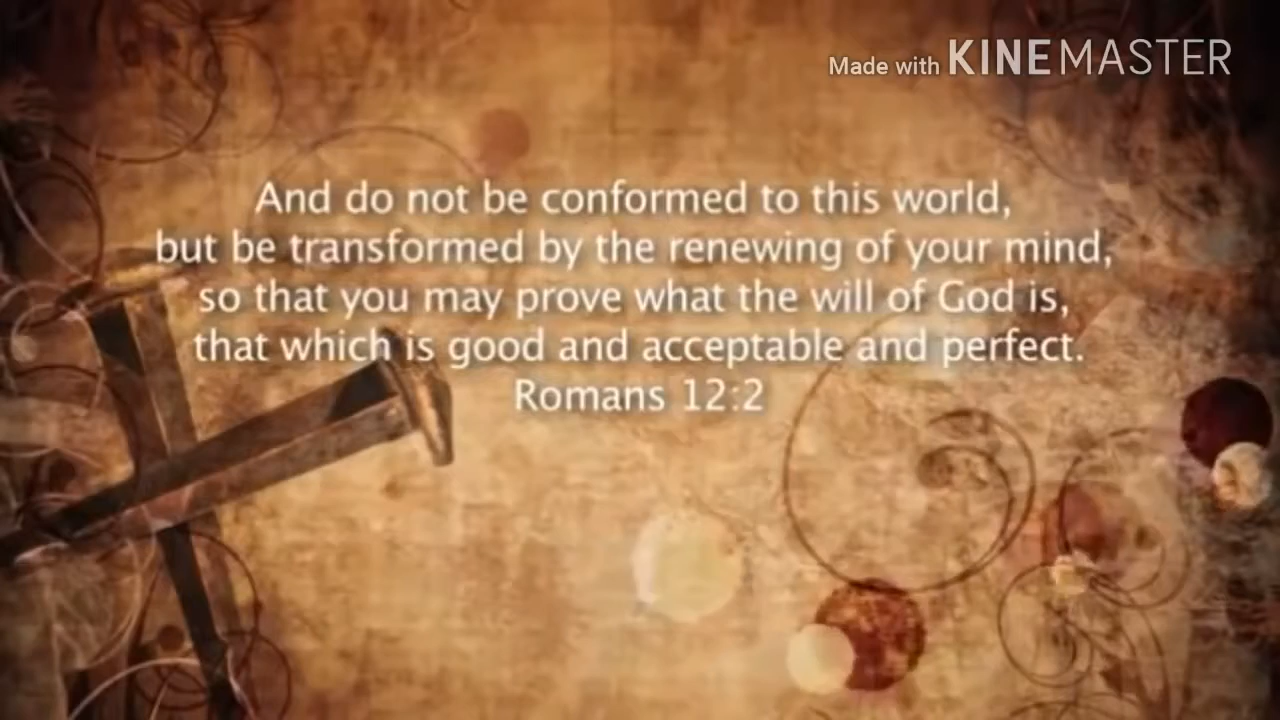 Made with KINEMASTER
And do not be conformed to this world,
but be transformed by the renewing of your mind,
so that you may prove what the will of God is,
that which is good and acceptable and perfect.
Romans 12:2